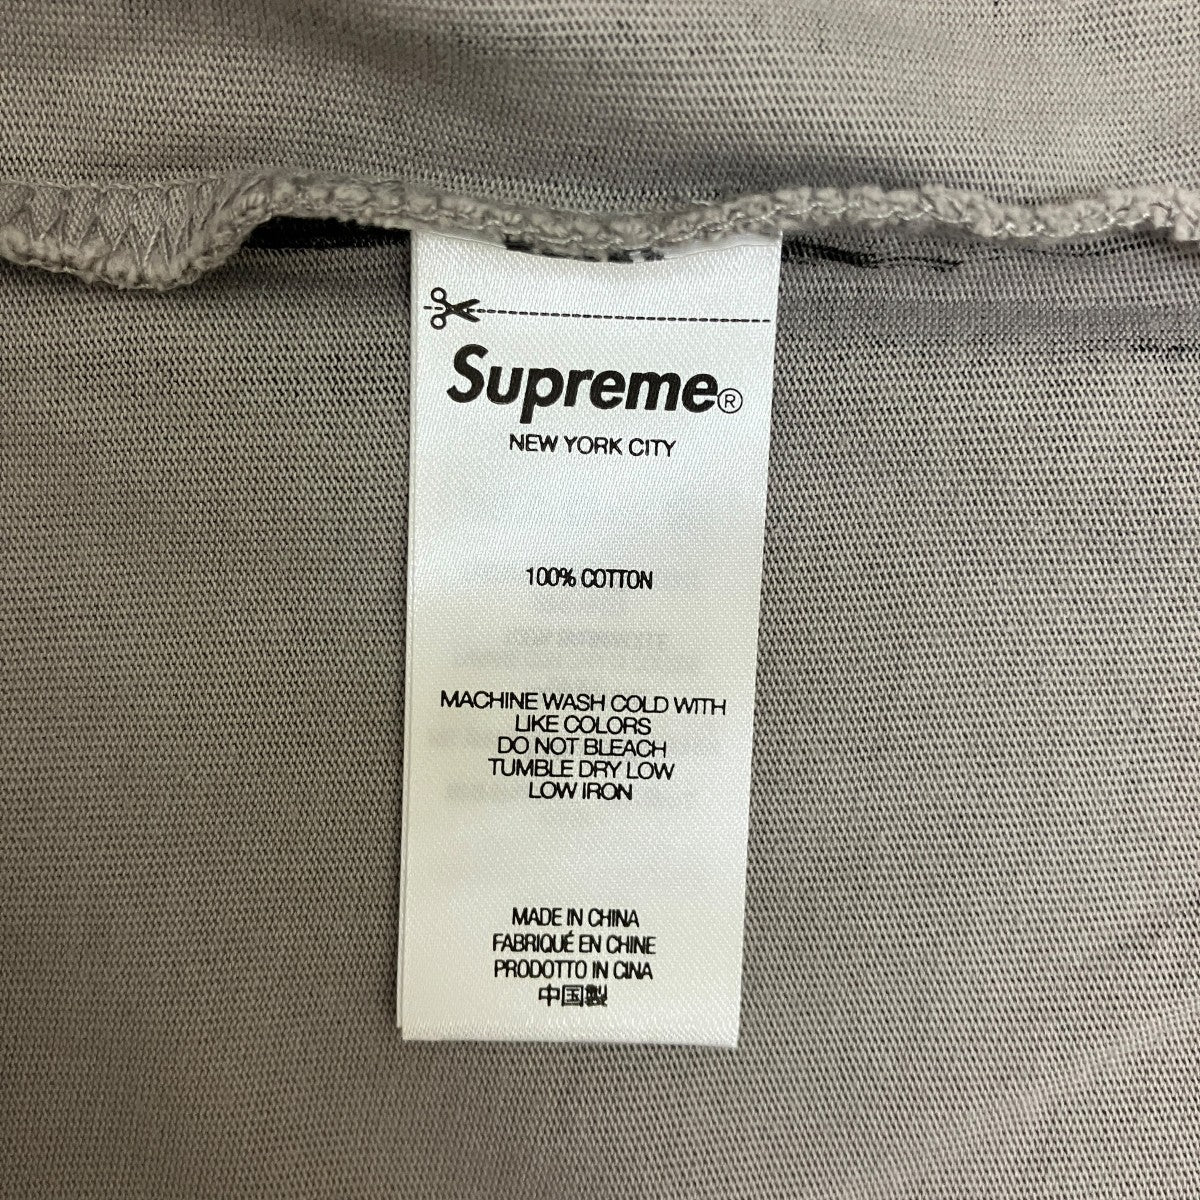 Supreme®
NEW YORK CITY
100% COTTON
MACHINE WASH COLD WITH
LIKE COLORS
DO NOT BLEACH
TUMBLE DRY LOW
LOW IRON
MADE IN CHINA
FABRIQUÉ EN CHINE
PRODOTTO IN CINA
中国製